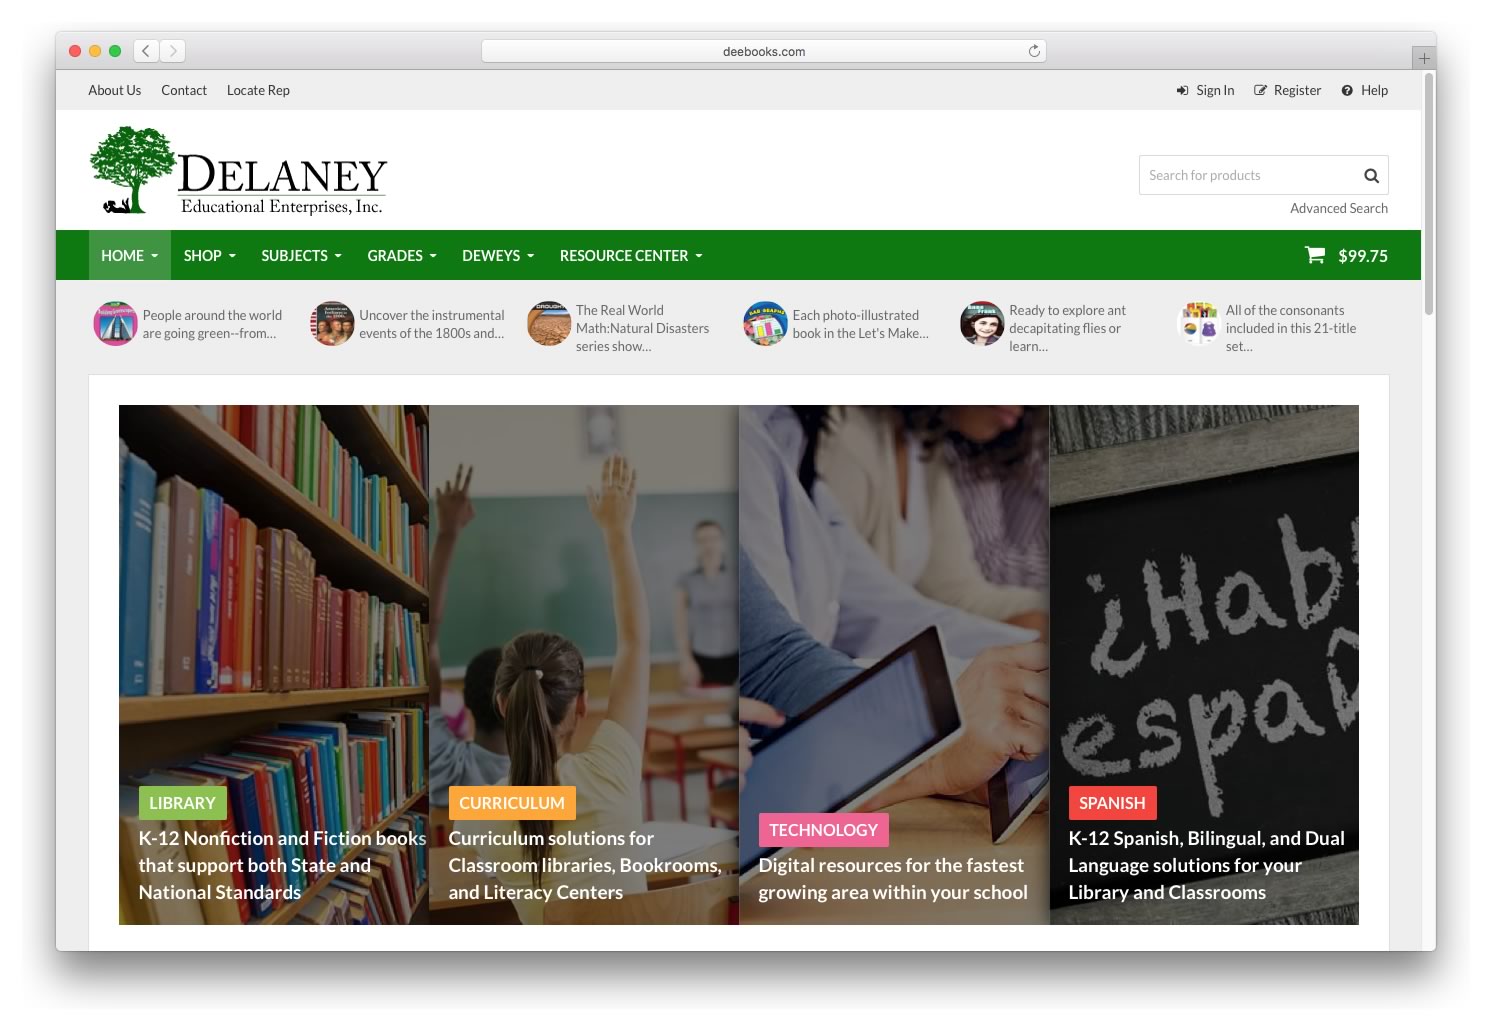 deebooks.com
About Us
Contact
Locate Rep
Sign In
Register
Help
DELANEY
Educational Enterprises, Inc.
Search for products
Advanced Search
HOME
SHOP
SUBJECTS
GRADES
DEWEYS
RESOURCE CENTER
$99.75
People around the world
are going green--from...
Uncover the instrumental
events of the 1800s and...
The Real World
Math:Natural Disasters
series show...
Each photo-illustrated
book in the Let's Make...
Ready to explore ant
decapitating flies or
learn...
All of the consonants
included in this 21-title
set...
LIBRARY
K-12 Nonfiction and Fiction books
that support both State and
National Standards
CURRICULUM
Curriculum solutions for
Classroom libraries, Bookrooms,
and Literacy Centers
TECHNOLOGY
Digital resources for the fastest
growing area within your school
¿Hab
españ
SPANISH
K-12 Spanish, Bilingual, and Dual
Language solutions for your
Library and Classrooms